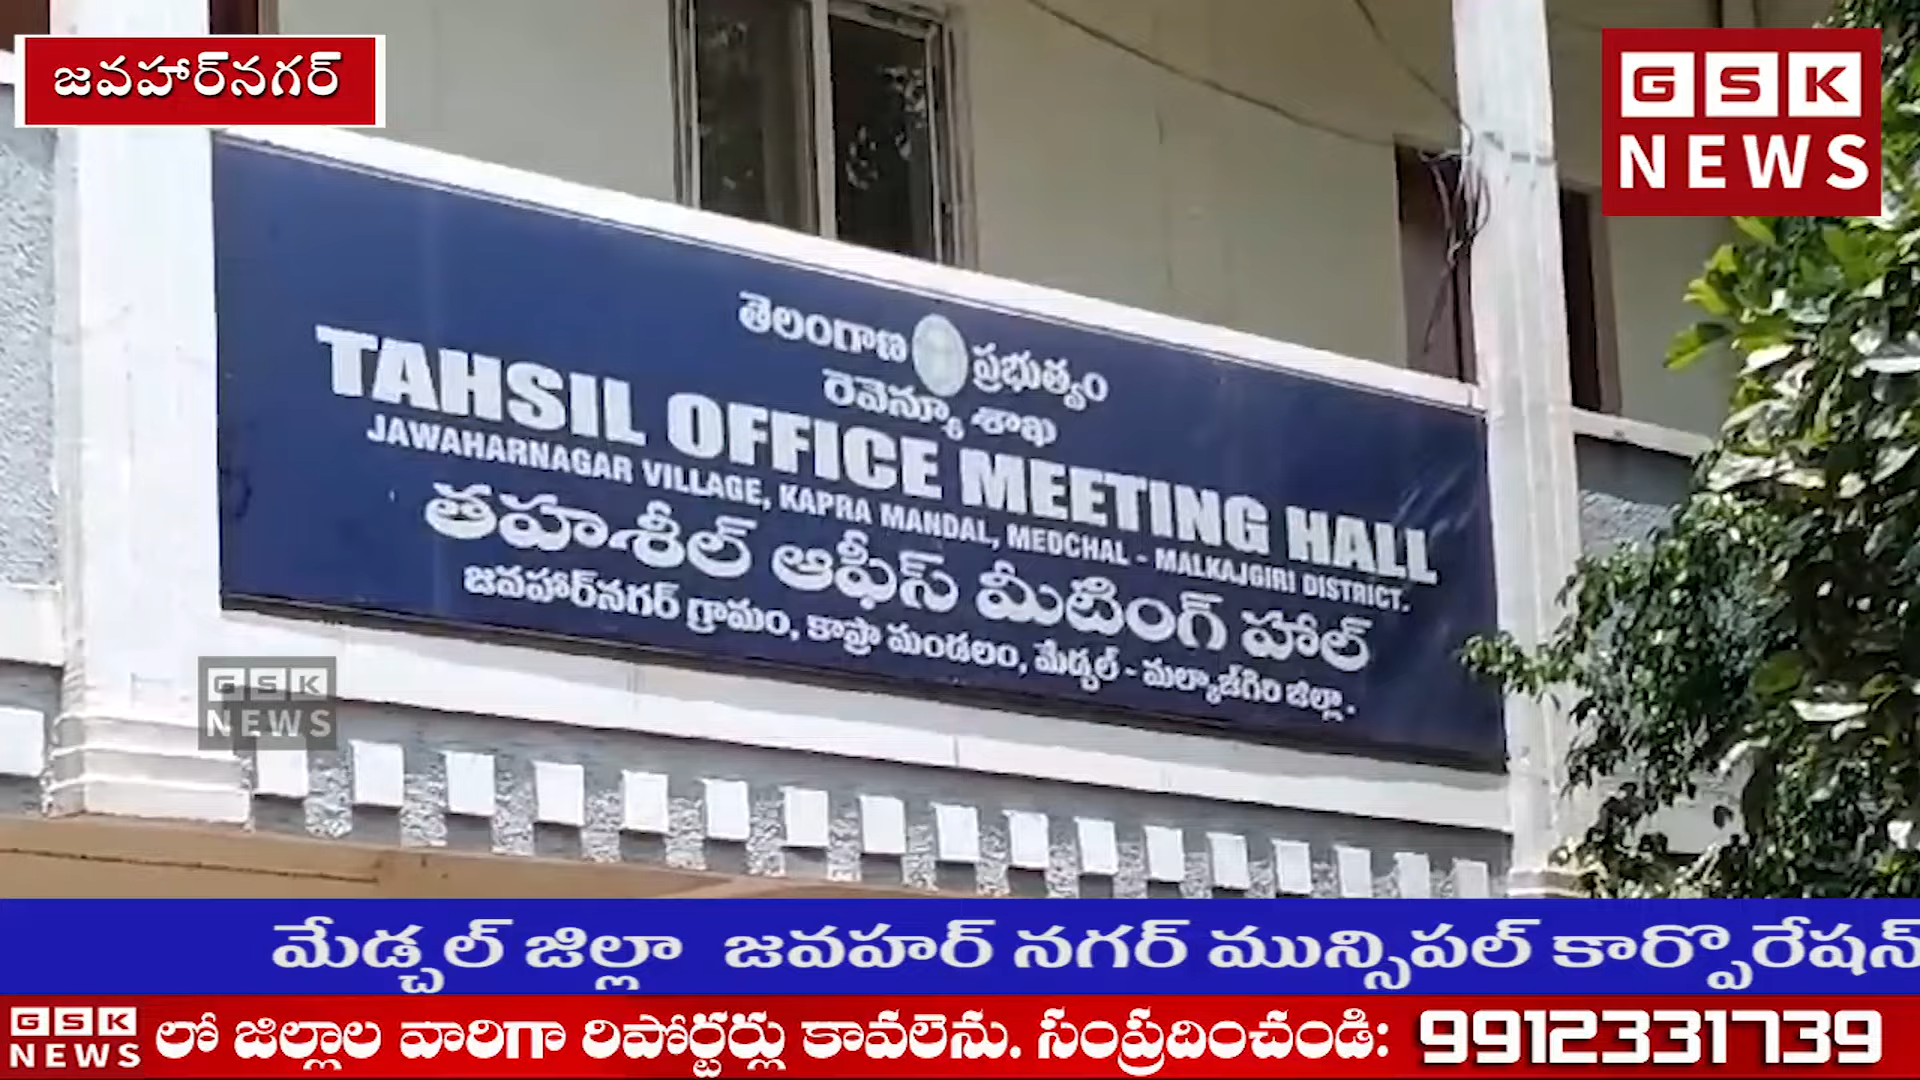 జవహార్‌నగర్
GSK
NEWS
తెలంగాణ ప్రభుత్వం
రెవెన్యూ శాఖ
TAHSIL OFFICE MEETING HALL
JAWAHARNAGAR VILLAGE, KAPRA MANDAL, MEDCHAL - MALKAJGIRI DISTRICT.
తహశీల్ ఆఫీస్ మీటింగ్ హాల్
జవహార్‌నగర్ గ్రామం, కాప్రా మండలం, మేడ్చల్ - మల్కాజ్‌గిరి జిల్లా.
GSK
NEWS
మేడ్చల్ జిల్లా జవహర్ నగర్ మున్సిపల్ కార్పొరేషన్
GSK
NEWS
లో జిల్లాల వారిగా రిపోర్టర్లు కావలెను. సంప్రదించండి: 9912331739